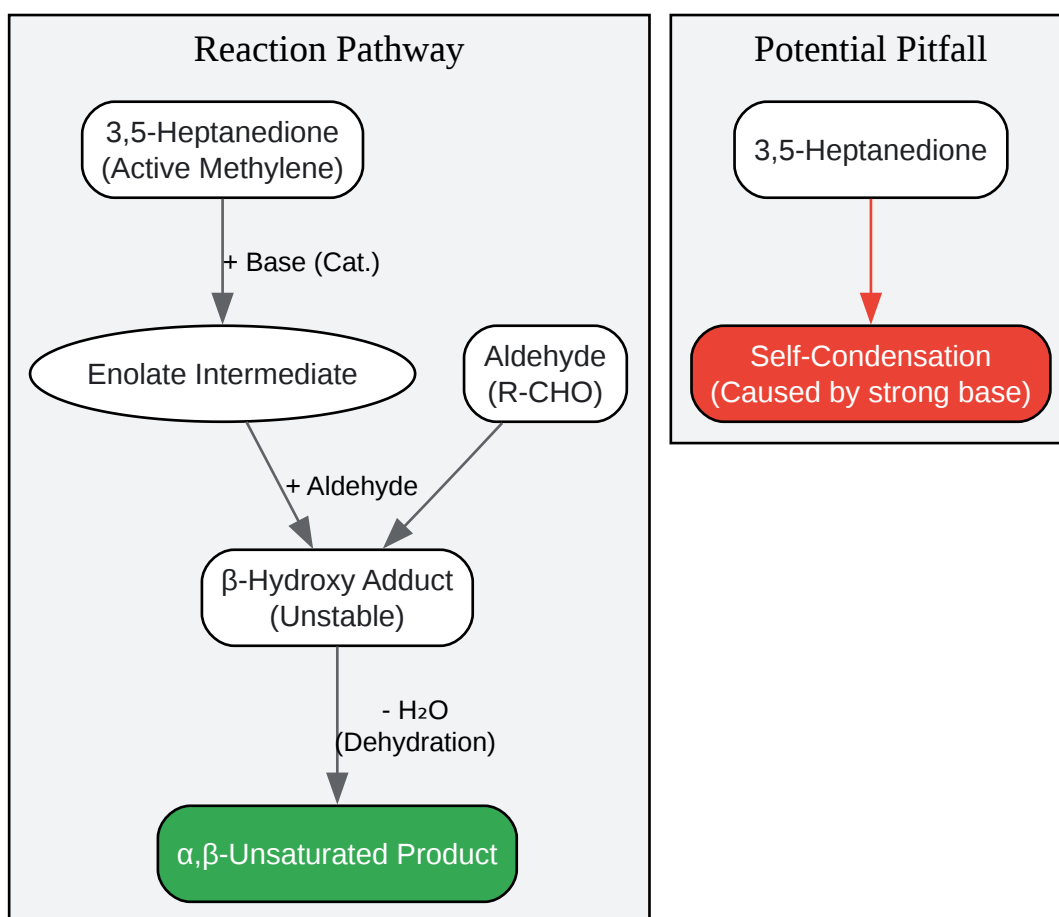 Reaction Pathway
3,5-Heptanedione
(Active Methylene)
+ Base (Cat.)
Enolate Intermediate
Aldehyde
(R-CHO)
+ Aldehyde
β-Hydroxy Adduct
(Unstable)
- H₂O
(Dehydration)
α,β-Unsaturated Product
Potential Pitfall
3,5-Heptanedione
Self-Condensation
(Caused by strong base)